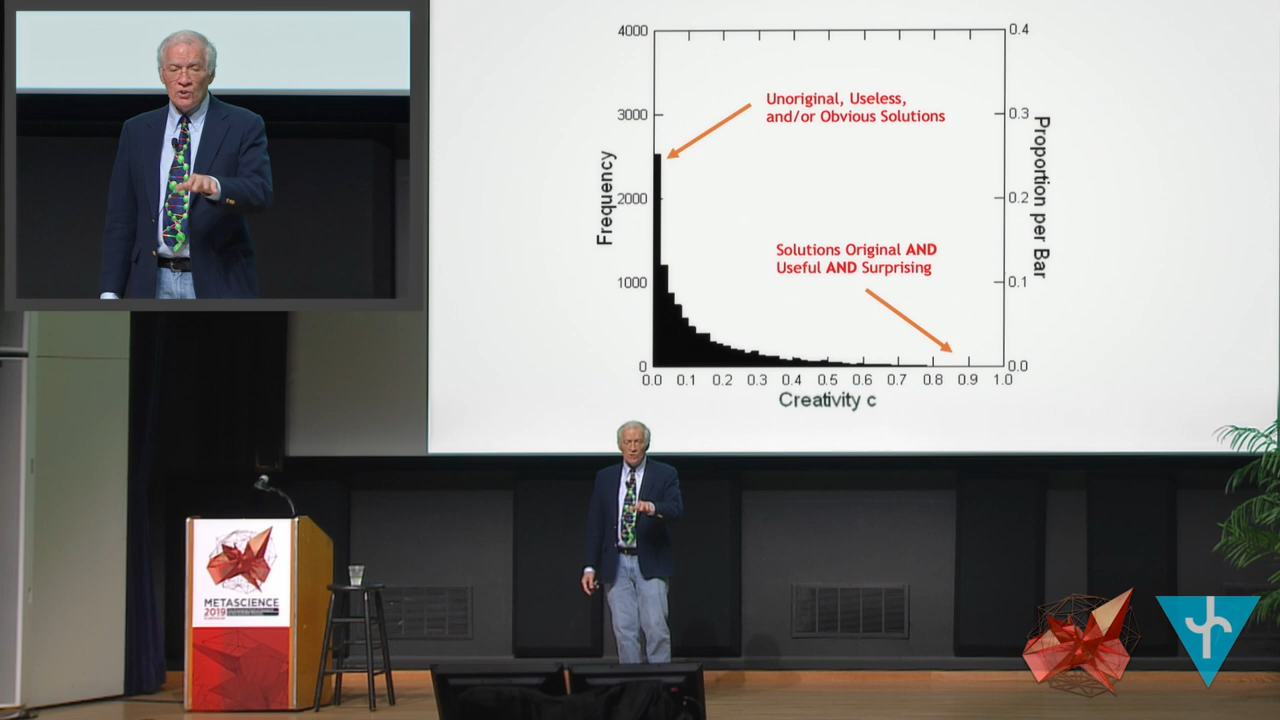 4000
3000
2000
1000
0
Frequency
0.4
0.3
0.2
0.1
0.0
Proportion per Bar
Unoriginal, Useless,
and/or Obvious Solutions
Solutions Original AND
Useful AND Surprising
0.0 0.1 0.2 0.3 0.4 0.5 0.6 0.7 0.8 0.9 1.0
Creativity c
METASCIENCE
2019